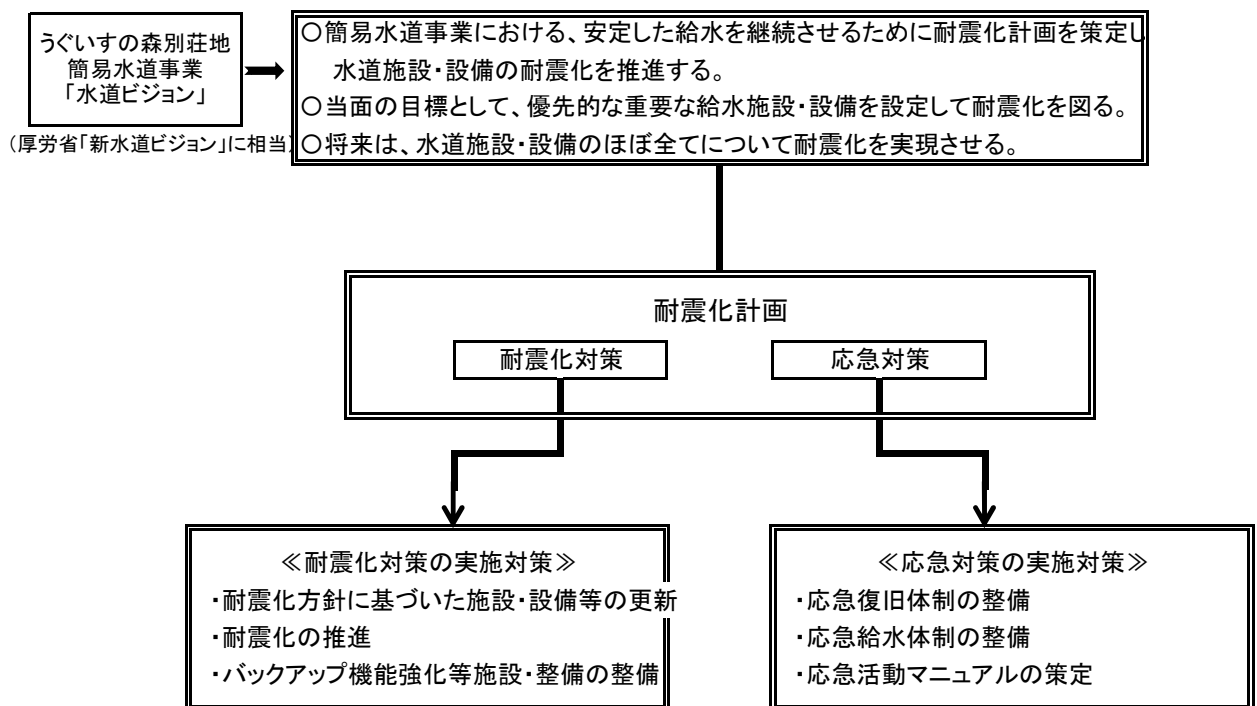 うぐいすの森別荘地
簡易水道事業
「水道ビジョン」
(厚労省「新水道ビジョン」に相当)
○簡易水道事業における、安定した給水を継続させるために耐震化計画を策定し
水道施設・設備の耐震化を推進する。
○当面の目標として、優先的な重要な給水施設・設備を設定して耐震化を図る。
○将来は、水道施設・設備のほぼ全てについて耐震化を実現させる。
耐震化計画
耐震化対策
応急対策
≪耐震化対策の実施対策≫
・耐震化方針に基づいた施設・設備等の更新
・耐震化の推進
・バックアップ機能強化等施設・整備の整備
≪応急対策の実施対策≫
・応急復旧体制の整備
・応急給水体制の整備
・応急活動マニュアルの策定